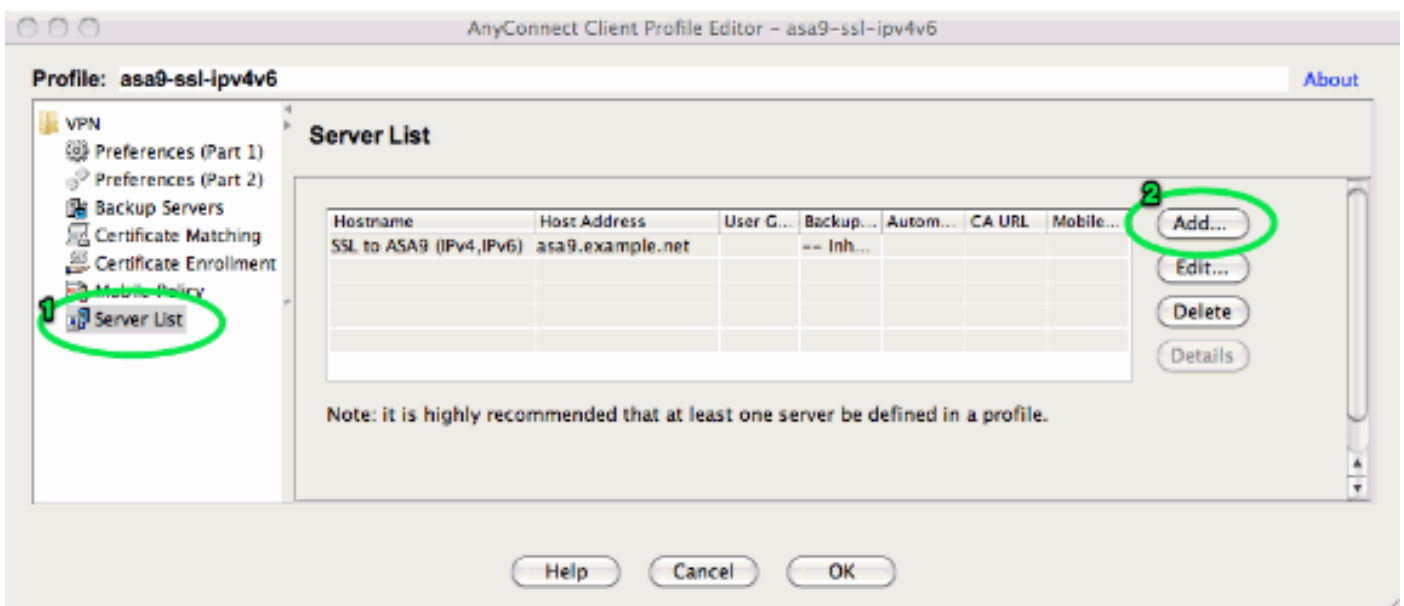 AnyConnect Client Profile Editor - asa9-ssl-ipv4v6
Profile: asa9-ssl-ipv4v6 About
VPN
Preferences (Part 1)
Preferences (Part 2)
Backup Servers
Certificate Matching
Certificate Enrollment
Mobile Policy
1 Server List
Server List
2
Hostname Host Address User G... Backup... Autom... CA URL Mobile...
SSL to ASA9 (IPv4,IPv6) asa9.example.net -- Inh...
Add...
Edit...
Delete
Details
Note: it is highly recommended that at least one server be defined in a profile.
Help Cancel OK